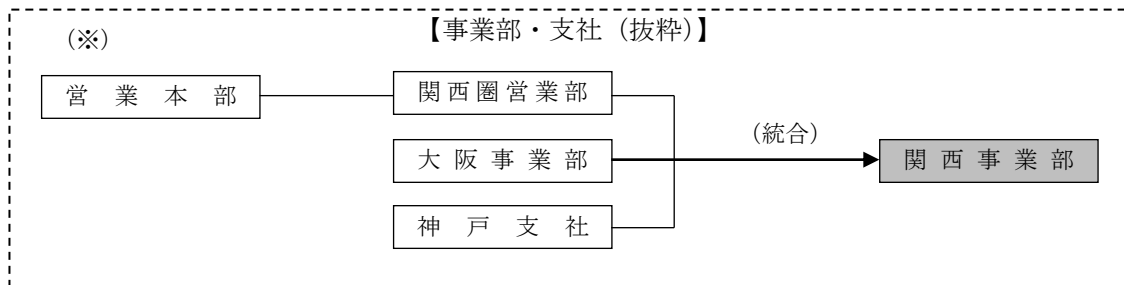 【事業部・支社（抜粋）】
（※）
営業本部
関西圏営業部
大阪事業部
（統合）
関西事業部
神戸支社